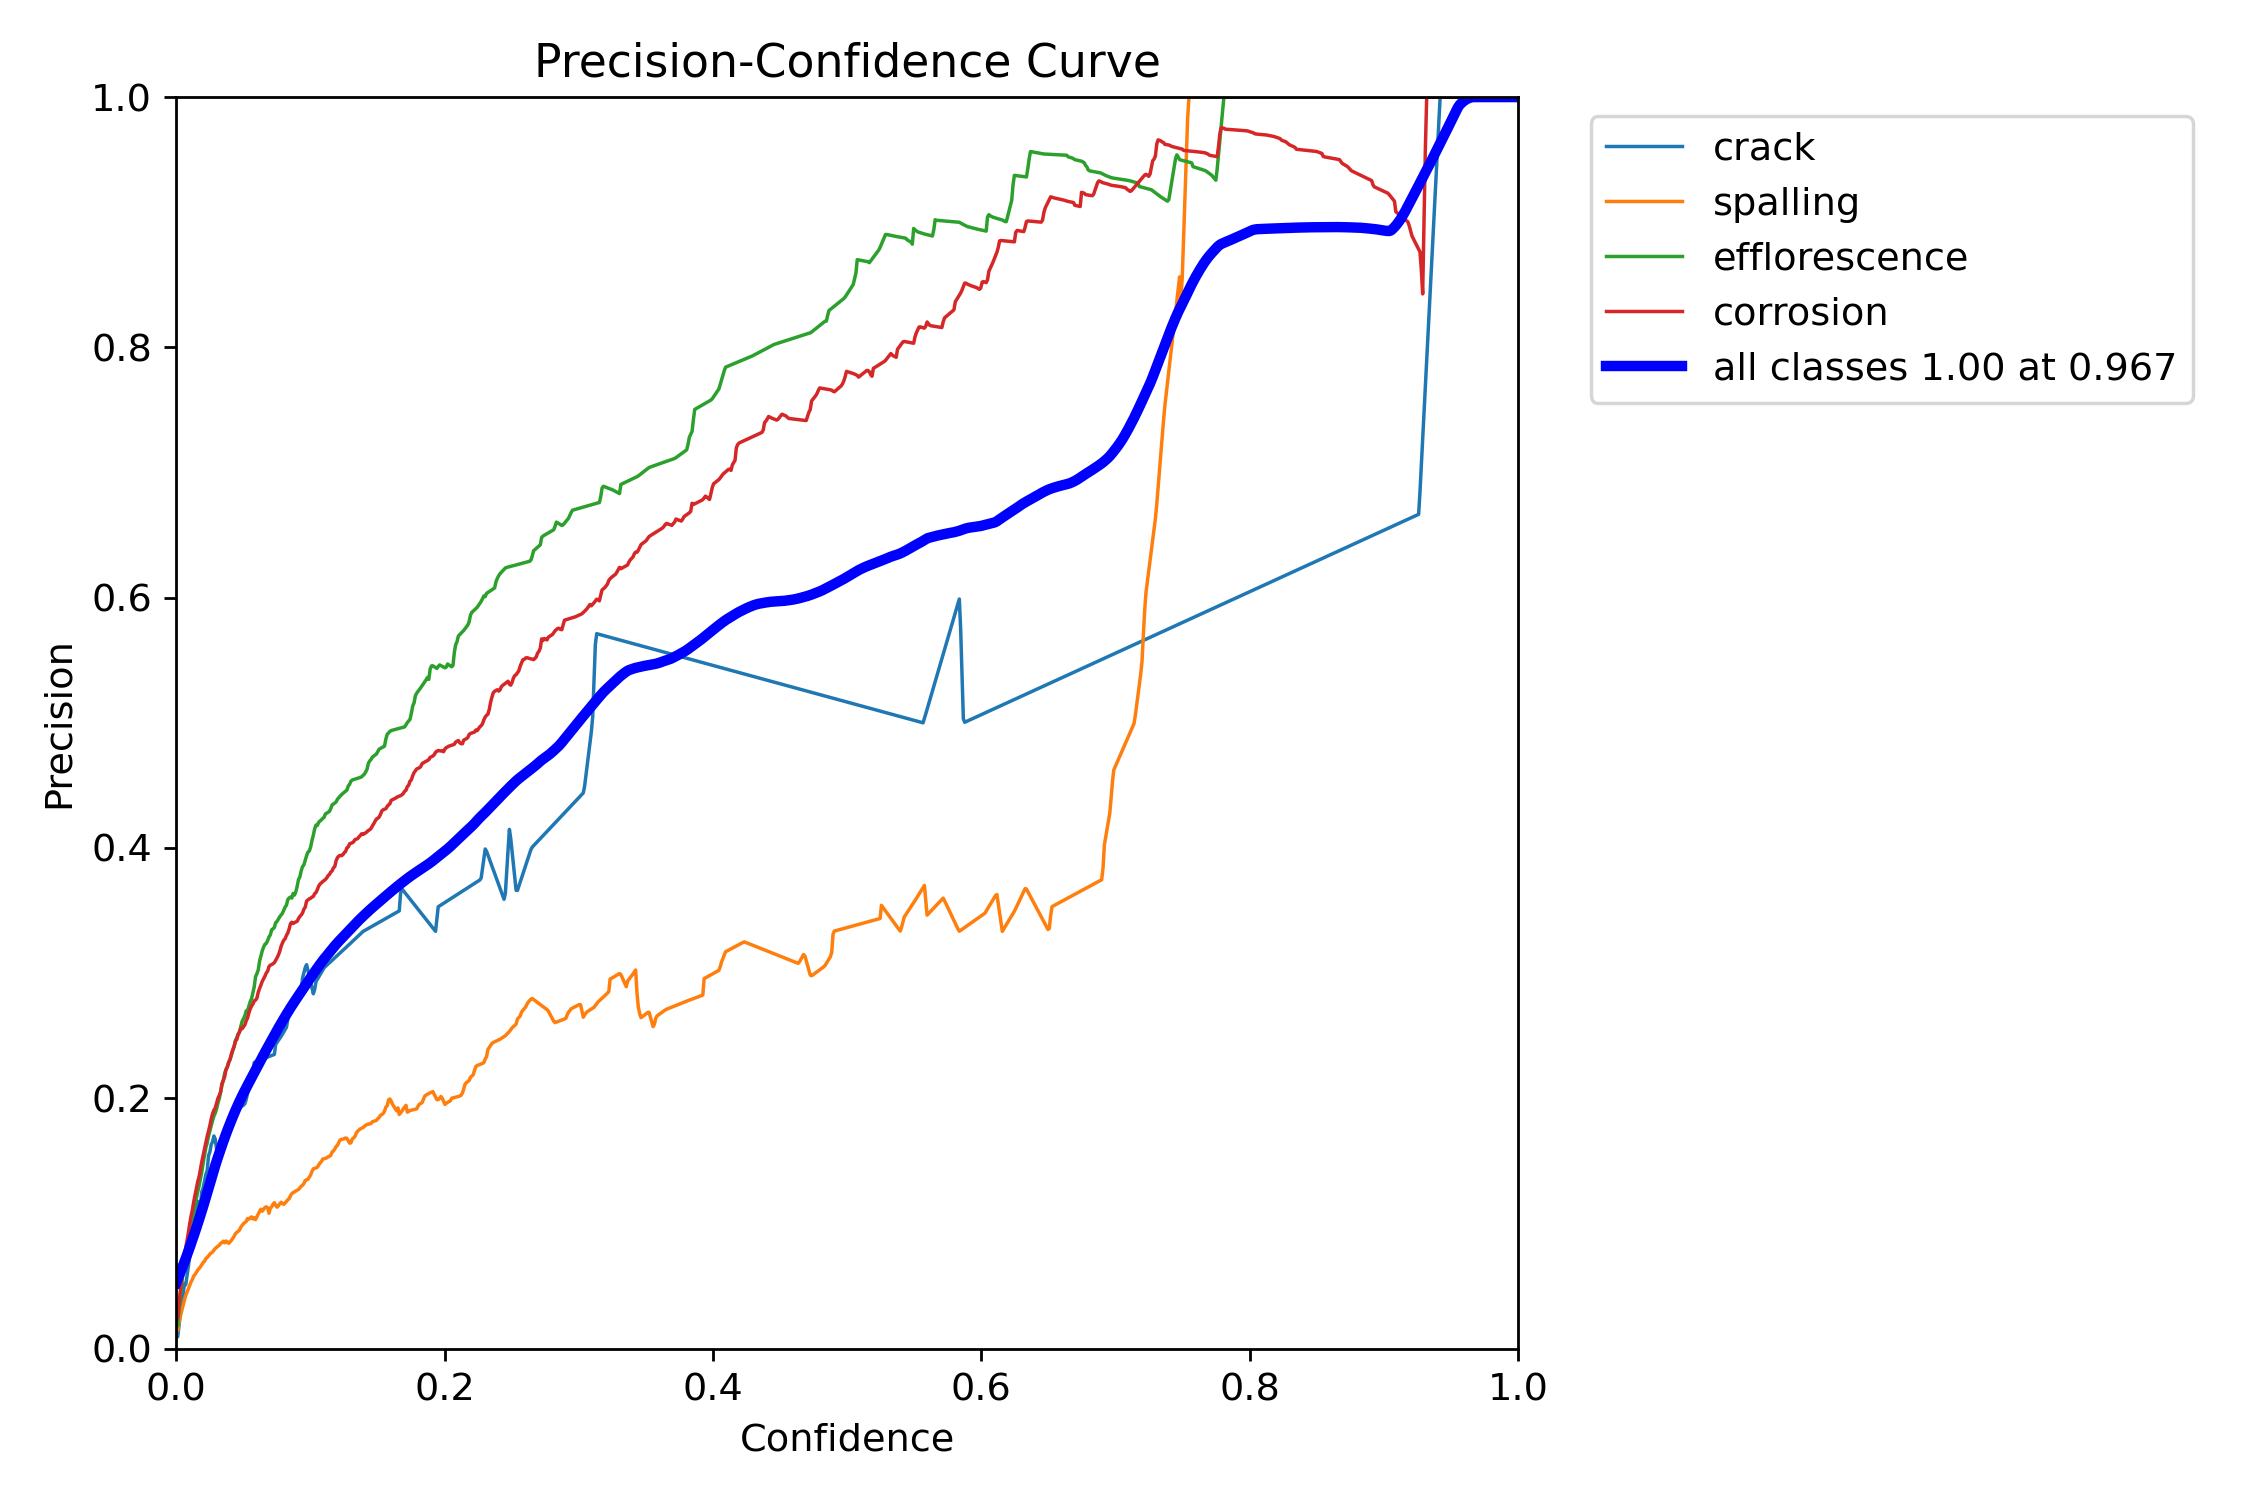 Precision-Confidence Curve
1.0
0.8
0.6
0.4
0.2
0.0
Precision
0.0 0.2 0.4 0.6 0.8 1.0
Confidence
crack
spalling
efflorescence
corrosion
all classes 1.00 at 0.967